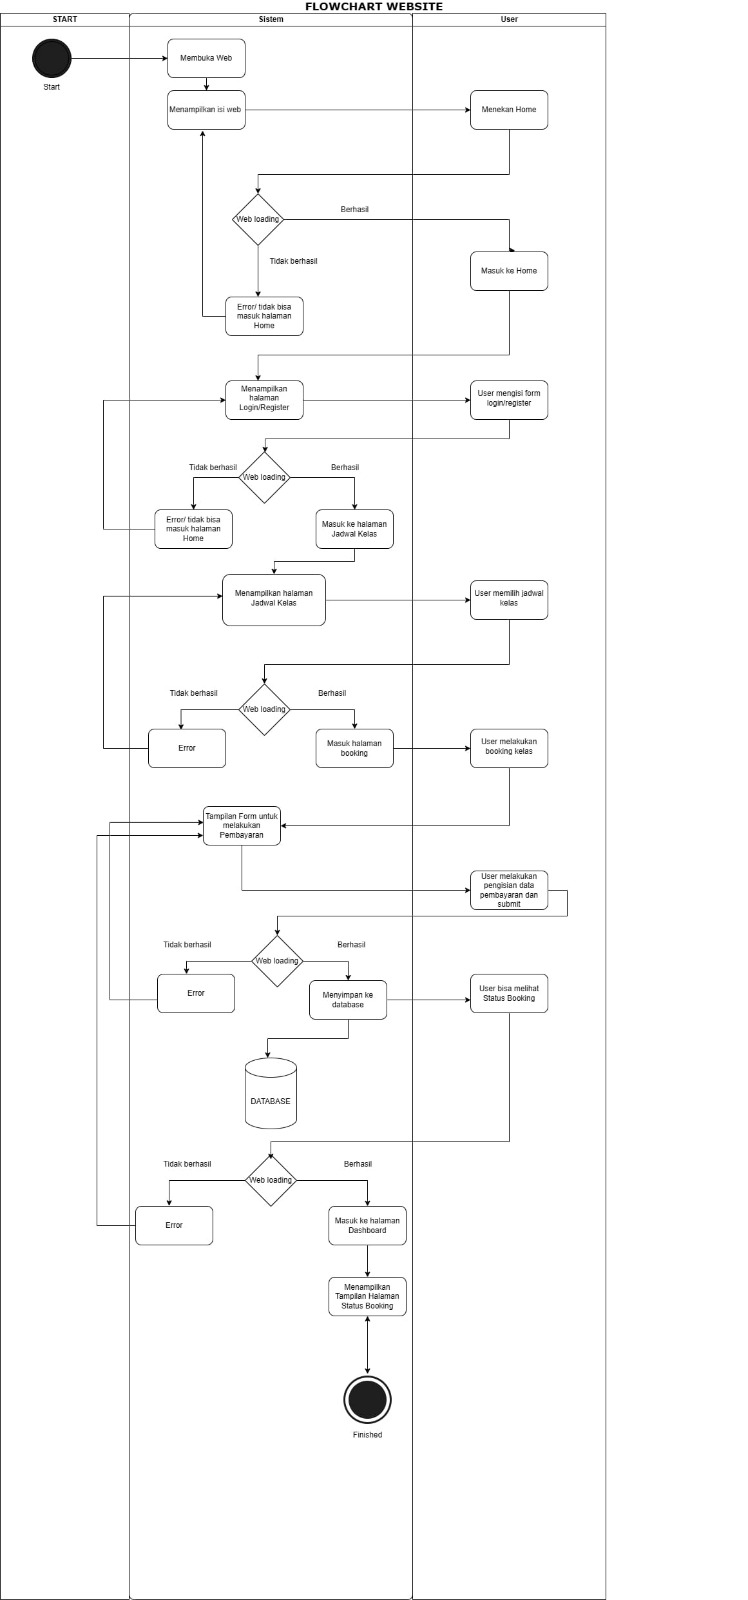 FLOWCHART WEBSITE
START
Sistem
User
Start
Membuka Web
Menampilkan isi web
Menekan Home
Web loading
Berhasil
Tidak berhasil
Masuk ke Home
Error/ tidak bisa
masuk halaman
Home
Menampilkan
halaman
Login/Register
User mengisi form
login/register
Tidak berhasil
Web loading
Berhasil
Error/ tidak bisa
masuk halaman
Home
Masuk ke halaman
Jadwal Kelas
Menampilkan halaman
Jadwal Kelas
User memilih jadwal
kelas
Tidak berhasil
Berhasil
Web loading
Error
Masuk halaman
booking
User melakukan
booking kelas
Tampilan Form untuk
melakukan
Pembayaran
User melakukan
pengisian data
pembayaran dan
submit
Tidak berhasil
Berhasil
Web loading
Error
Menyimpan ke
database
User bisa melihat
Status Booking
DATABASE
Tidak berhasil
Berhasil
Web loading
Error
Masuk ke halaman
Dashboard
Menampilkan
Tampilan Halaman
Status Booking
Finished